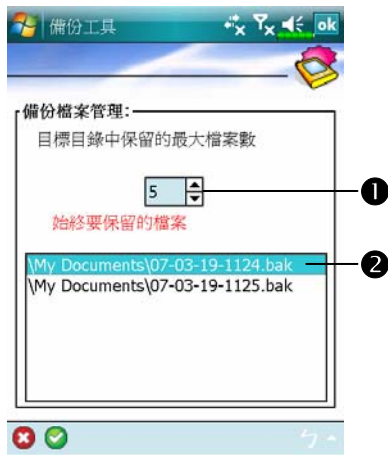 備份工具 ok
備份檔案管理:
目標目錄中保留的最大檔案數
5 ❶
始終要保留的檔案
\My Documents\07-03-19-1124.bak ❷
\My Documents\07-03-19-1125.bak
ㄅ